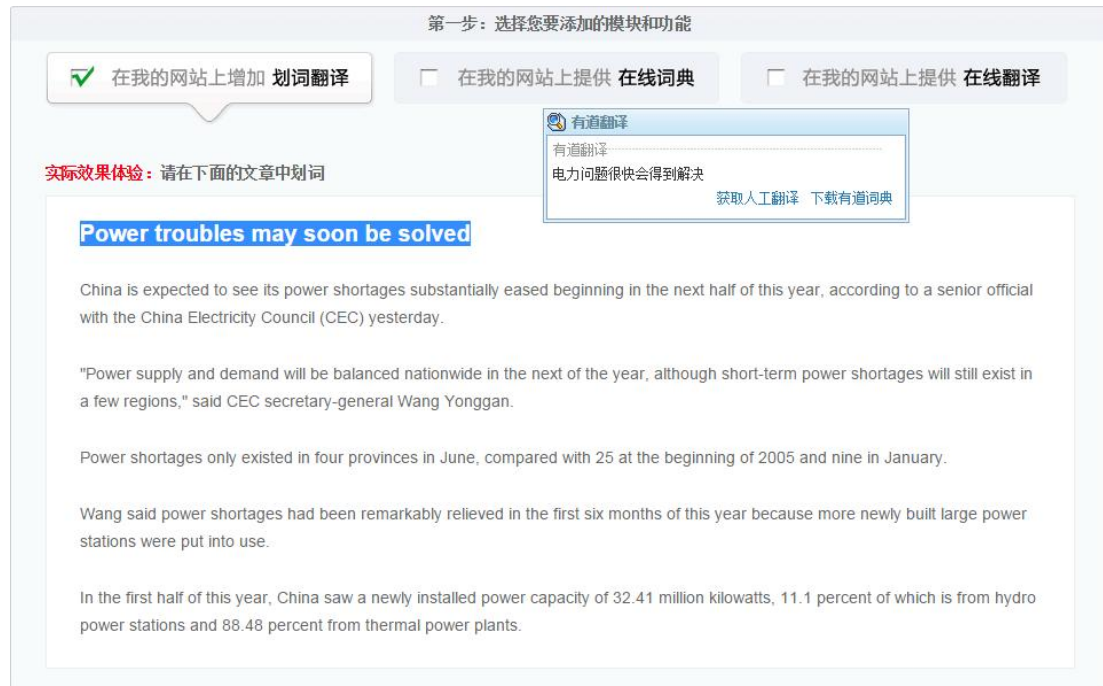 第一步：选择您要添加的模块和功能
在我的网站上增加 划词翻译
在我的网站上提供 在线词典
在我的网站上提供 在线翻译
有道翻译
有道翻译
电力问题很快会得到解决
获取人工翻译 下载有道词典
实际效果体验：请在下面的文章中划词
Power troubles may soon be solved
China is expected to see its power shortages substantially eased beginning in the next half of this year, according to a senior official
with the China Electricity Council (CEC) yesterday.
"Power supply and demand will be balanced nationwide in the next of the year, although short-term power shortages will still exist in
a few regions," said CEC secretary-general Wang Yonggan.
Power shortages only existed in four provinces in June, compared with 25 at the beginning of 2005 and nine in January.
Wang said power shortages had been remarkably relieved in the first six months of this year because more newly built large power
stations were put into use.
In the first half of this year, China saw a newly installed power capacity of 32.41 million kilowatts, 11.1 percent of which is from hydro
power stations and 88.48 percent from thermal power plants.